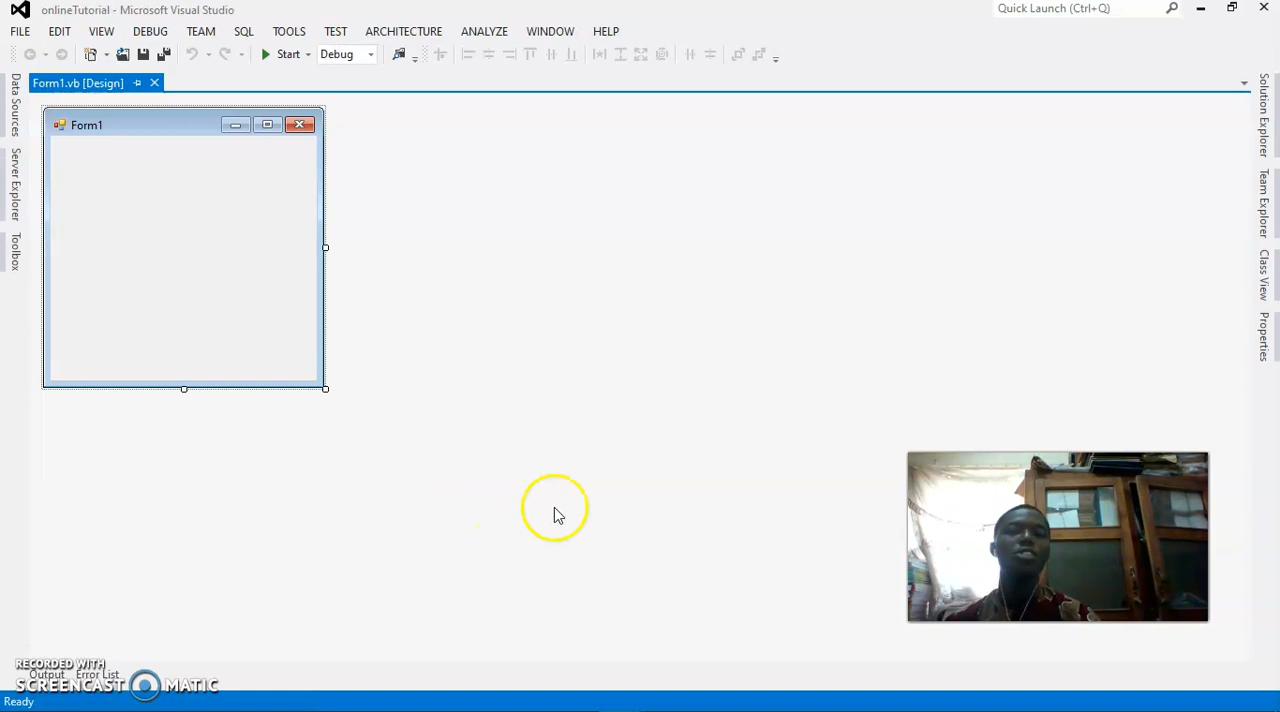 onlineTutorial - Microsoft Visual Studio
Quick Launch (Ctrl+Q)
FILE EDIT VIEW DEBUG TEAM SQL TOOLS TEST ARCHITECTURE ANALYZE WINDOW HELP
Start Debug
Form1.vb [Design]
Form1
Data Sources
Server Explorer
Toolbox
Solution Explorer
Team Explorer
Class View
Properties
RECORDED WITH
SCREENCAST MATIC
Output Error List
Ready